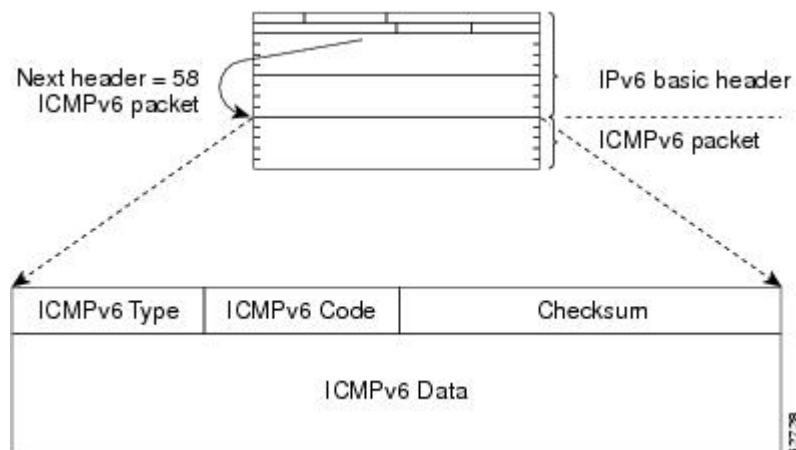 Next header = 58
ICMPv6 packet
IPv6 basic header
ICMPv6 packet
ICMPv6 Type
ICMPv6 Code
Checksum
ICMPv6 Data